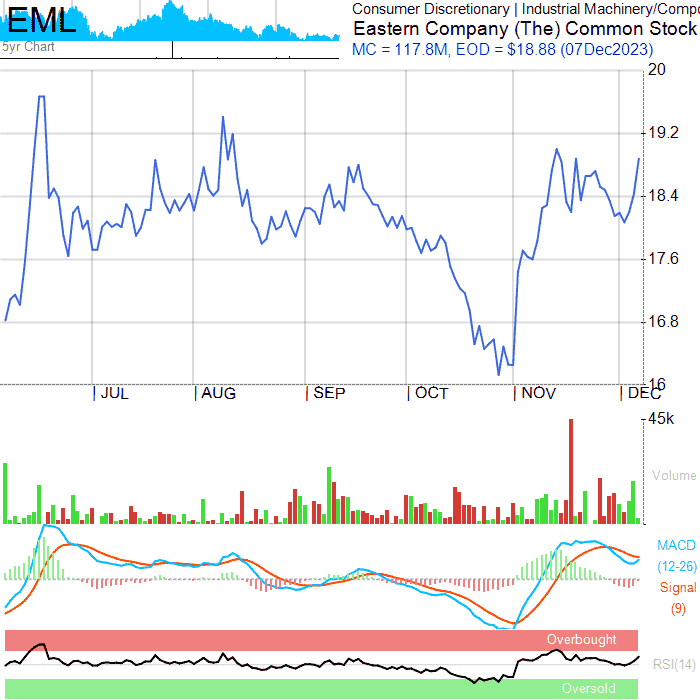 EML
Consumer Discretionary | Industrial Machinery/Compo
5yr Chart
Eastern Company (The) Common Stock
MC = 117.8M, EOD = $18.88 (07Dec2023)
20
19.2
18.4
17.6
16.8
16
JUL AUG SEP OCT NOV DEC
45k
Volume
MACD
(12-26)
Signal
(9)
Overbought
RSI(14)
Oversold